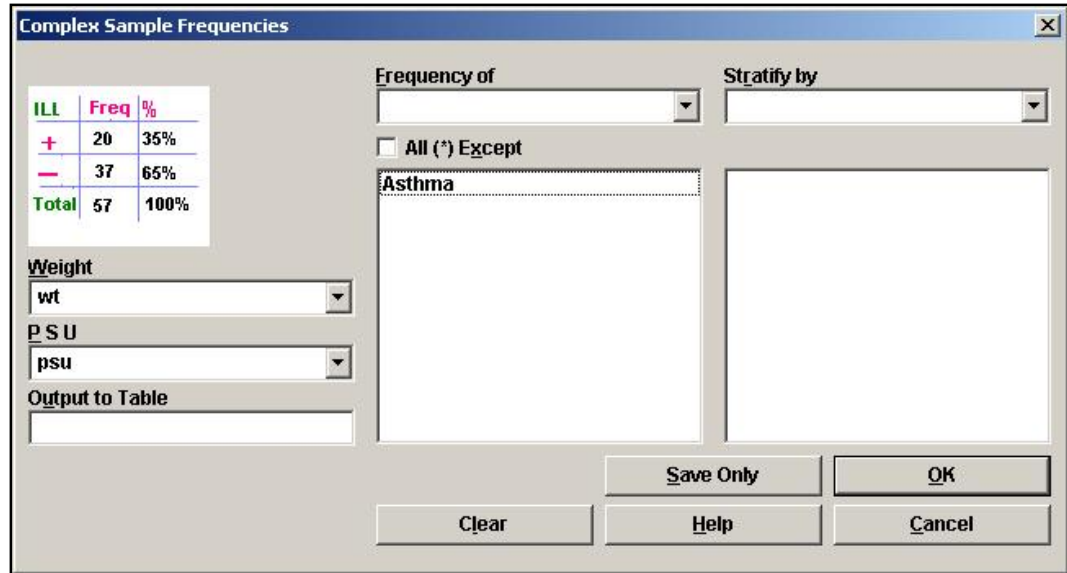 Complex Sample Frequencies
ILL Freq %
+ 20 35%
— 37 65%
Total 57 100%
Weight
wt
P S U
psu
Output to Table
Frequency of
All (*) Except
Asthma
Stratify by
Save Only
OK
Clear
Help
Cancel